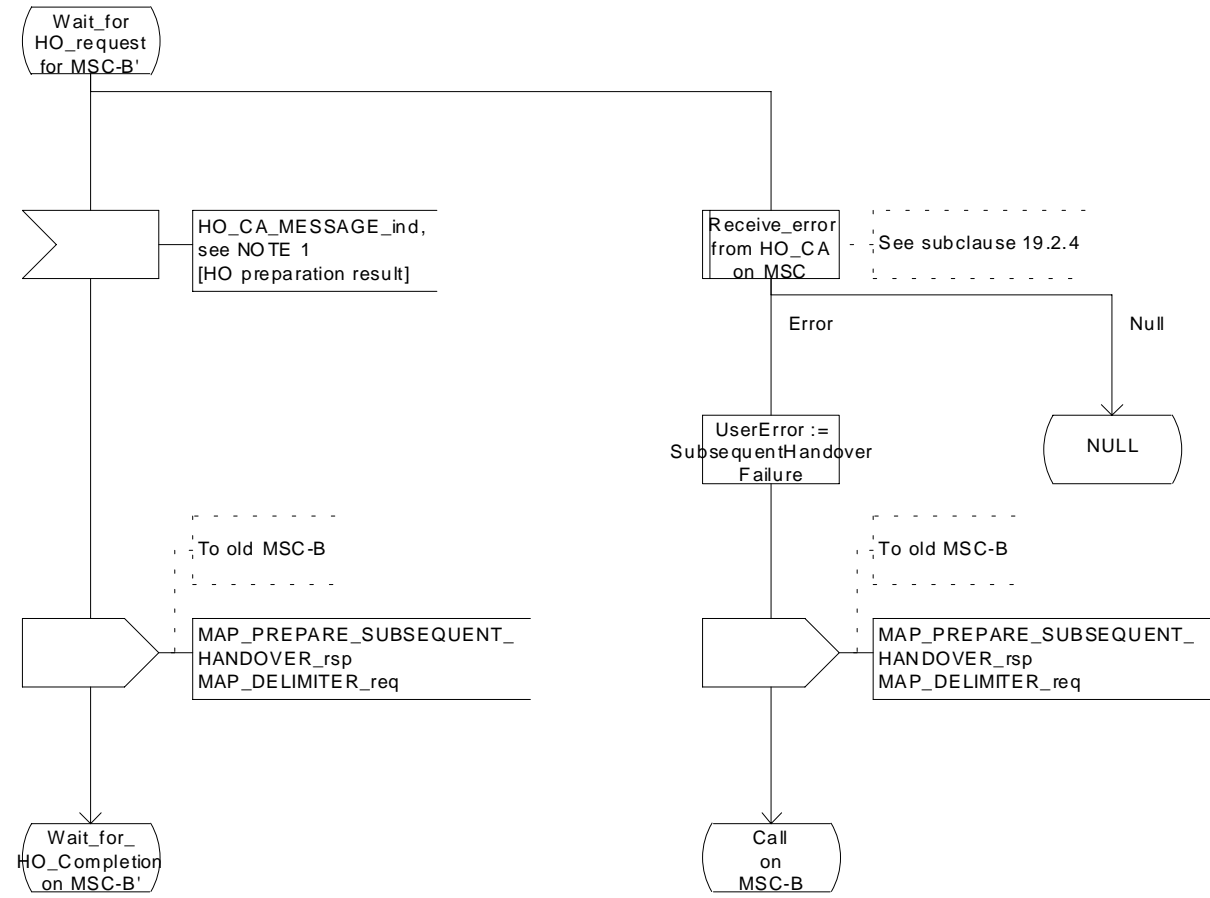 Wait_for
HO_request
for MSC-B'
HO_CA_MESSAGE_ind,
see NOTE 1
[HO preparation result]
Receive_error
from HO_CA
on MSC
See subclause 19.2.4
Error
Null
UserError :=
SubsequentHandover
Failure
NULL
To old MSC-B
To old MSC-B
MAP_PREPARE_SUBSEQUENT_
HANDOVER_rsp
MAP_DELIMITER_req
MAP_PREPARE_SUBSEQUENT_
HANDOVER_rsp
MAP_DELIMITER_req
Wait_for_
HO_Completion
on MSC-B'
Call
on
MSC-B